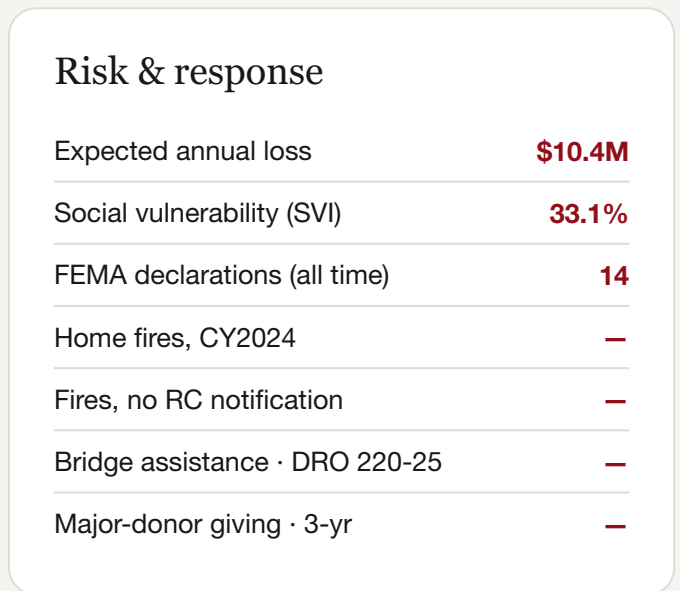 Risk & response
Expected annual loss $10.4M
Social vulnerability (SVI) 33.1%
FEMA declarations (all time) 14
Home fires, CY2024 —
Fires, no RC notification —
Bridge assistance · DRO 220-25 —
Major-donor giving · 3-yr —